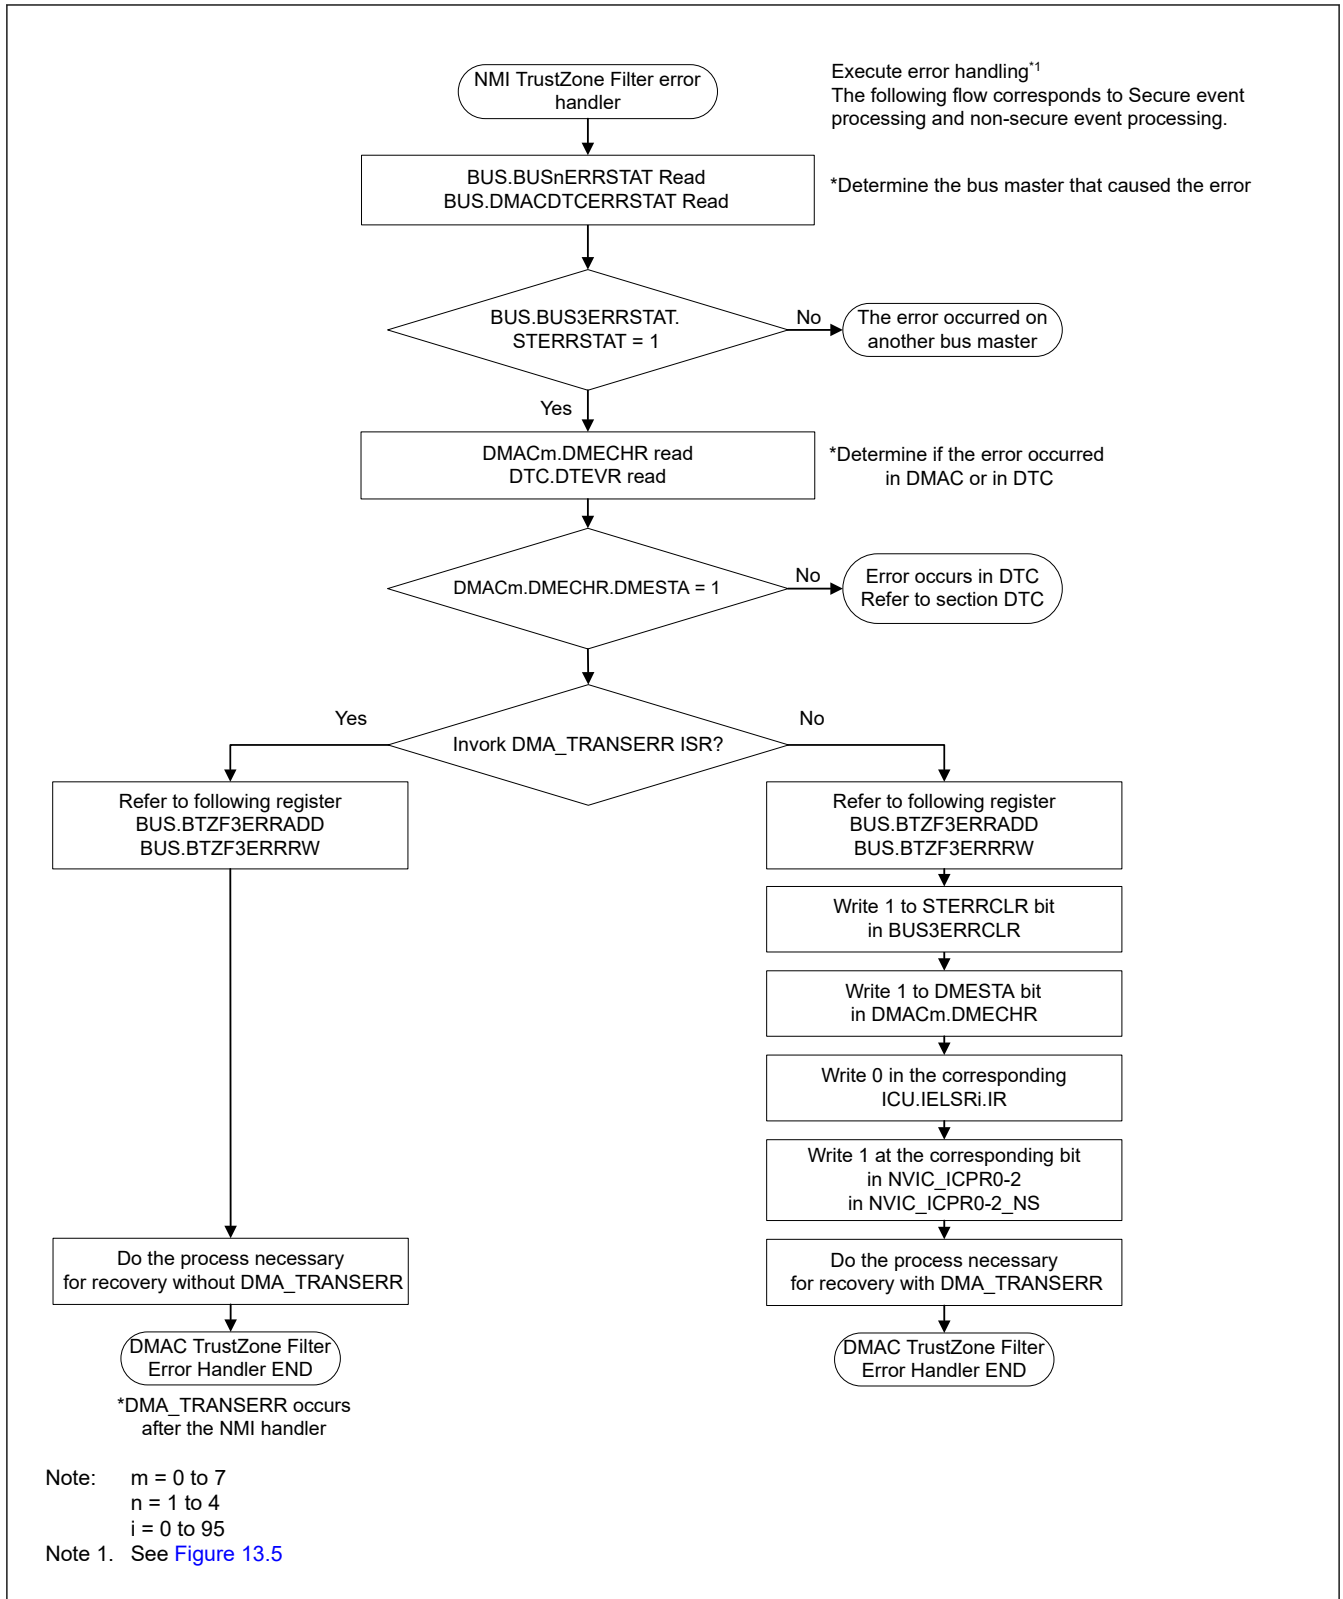 NMI TrustZone Filter error
handler
Execute error handling*1
The following flow corresponds to Secure event
processing and non-secure event processing.
BUS.BUSnERRSTAT Read
BUS.DMACDTCERRSTAT Read
*Determine the bus master that caused the error
BUS.BUS3ERRSTAT.
STERRSTAT = 1
No
The error occurred on
another bus master
Yes
DMACm.DMECHR read
DTC.DTEVR read
*Determine if the error occurred
in DMAC or in DTC
DMACm.DMECHR.DMESTA = 1
No
Error occurs in DTC
Refer to section DTC
Yes
Invork DMA_TRANSERR ISR?
No
Refer to following register
BUS.BTZF3ERRADD
BUS.BTZF3ERRRW
Refer to following register
BUS.BTZF3ERRADD
BUS.BTZF3ERRRW
Write 1 to STERRCLR bit
in BUS3ERRCLR
Write 1 to DMESTA bit
in DMACm.DMECHR
Write 0 in the corresponding
ICU.IELSRi.IR
Write 1 at the corresponding bit
in NVIC_ICPR0-2
in NVIC_ICPR0-2_NS
Do the process necessary
for recovery without DMA_TRANSERR
Do the process necessary
for recovery with DMA_TRANSERR
DMAC TrustZone Filter
Error Handler END
DMAC TrustZone Filter
Error Handler END
*DMA_TRANSERR occurs
after the NMI handler
Note: m = 0 to 7
n = 1 to 4
i = 0 to 95
Note 1. See Figure 13.5